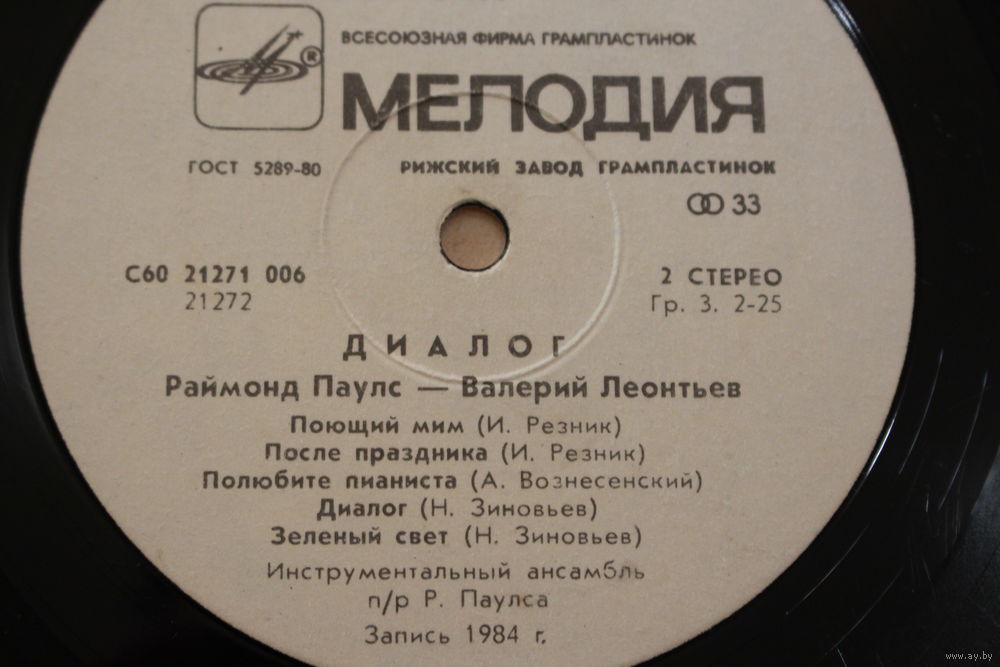 ВСЕСОЮЗНАЯ ФИРМА ГРАМПЛАСТИНОК
®
МЕЛОДИЯ
ГОСТ 5289-80
РИЖСКИЙ ЗАВОД ГРАМПЛАСТИНОК
33
С60 21271 006
21272
2 СТЕРЕО
Гр. 3. 2-25
ДИАЛОГ
Раймонд Паулс — Валерий Леонтьев
Поющий мим (И. Резник)
После праздника (И. Резник)
Полюбите пианиста (А. Вознесенский)
Диалог (Н. Зиновьев)
Зеленый свет (Н. Зиновьев)
Инструментальный ансамбль
п/р Р. Паулса
Запись 1984 г.
www.ay.by